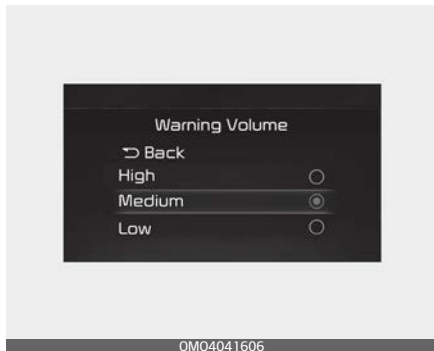 Warning Volume
Back
High
Medium
Low
OMO4041606